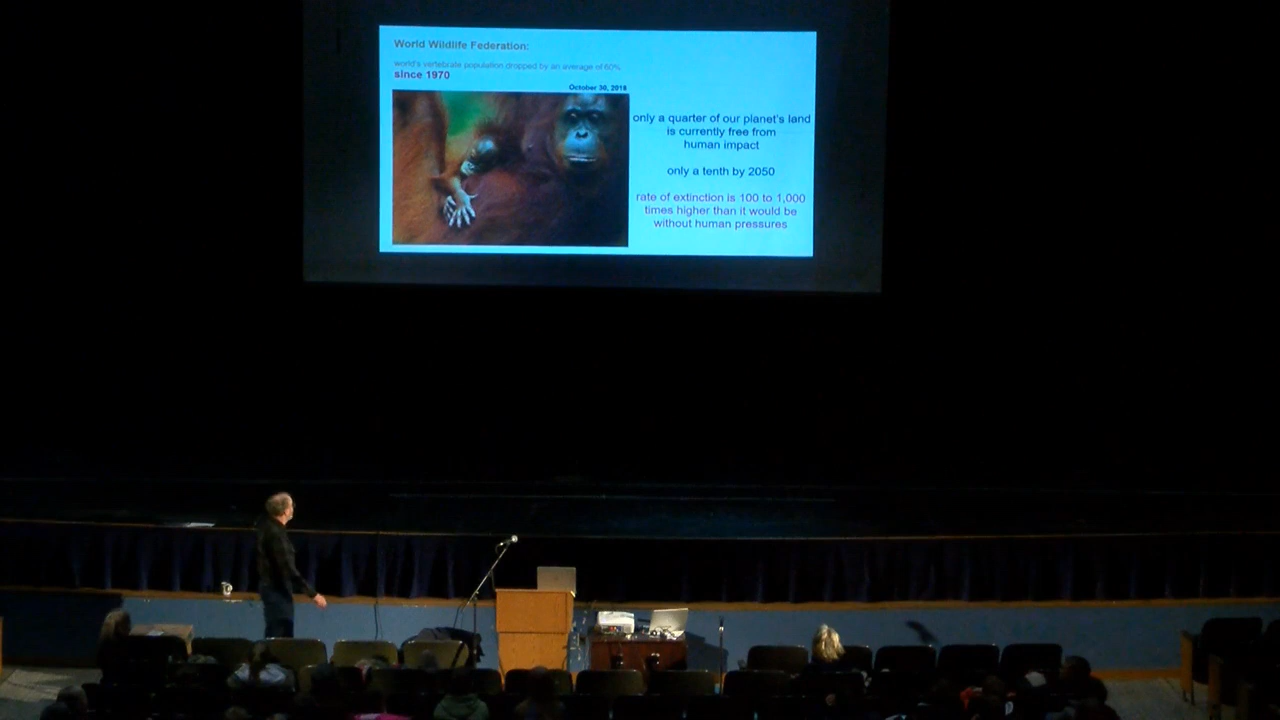 World Wildlife Federation:
world's vertebrate population dropped by an average of 60%
since 1970
October 30, 2018
only a quarter of our planet's land
is currently free from
human impact
only a tenth by 2050
rate of extinction is 100 to 1,000
times higher than it would be
without human pressures